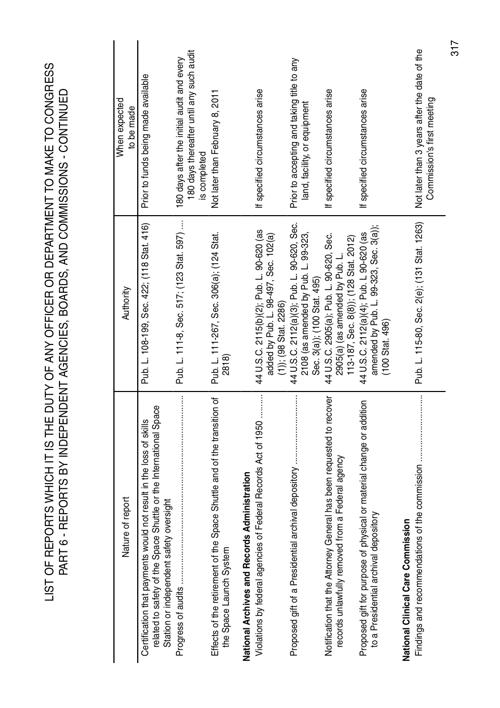 LIST OF REPORTS WHICH IT IS THE DUTY OF ANY OFFICER OR DEPARTMENT TO MAKE TO CONGRESS
PART 6 - REPORTS BY INDEPENDENT AGENCIES, BOARDS, AND COMMISSIONS - CONTINUED
Nature of report
Authority
When expected
to be made
Certification that payments would not result in the loss of skills
related to safety of the Space Shuttle or the International Space
Station or independent safety oversight
Pub. L. 108-199, Sec. 422; (118 Stat. 416)
Prior to funds being made available
Progress of audits ....................
Pub. L. 111-8, Sec. 517; (123 Stat. 597) ....
180 days after the initial audit and every
180 days thereafter until any such audit
is completed
Effects of the retirement of the Space Shuttle and of the transition of
the Space Launch System
Pub. L. 111-267, Sec. 306(a); (124 Stat.
2818)
Not later than February 8, 2011
National Archives and Records Administration
Violations by federal agencies of Federal Records Act of 1950 ..........
44 U.S.C. 2115(b)(2); Pub. L. 90-620 (as
added by Pub. L. 98-497, Sec. 102(a)
(1)); (98 Stat. 2286)
If specified circumstances arise
Proposed gift of a Presidential archival depository ....................
44 U.S.C. 2112(a)(3); Pub. L. 90-620, Sec.
2108 (as amended by Pub. L. 99-323,
Sec. 3(a)); (100 Stat. 495)
Prior to accepting and taking title to any
land, facility, or equipment
Notification that the Attorney General has been requested to recover
records unlawfully removed from a Federal agency
44 U.S.C. 2905(a); Pub. L. 90-620, Sec.
2905(a) (as amended by Pub. L.
113-187, Sec. 8(8)); (128 Stat. 2012)
If specified circumstances arise
Proposed gift for purpose of physical or material change or addition
to a Presidential archival depository
44 U.S.C. 2112(a)(4); Pub. L. 90-620 (as
amended by Pub. L. 99-323, Sec. 3(a));
(100 Stat. 496)
If specified circumstances arise
National Clinical Care Commission
Findings and recommendations of the commission ....................
Pub. L. 115-80, Sec. 2(e); (131 Stat. 1263)
Not later than 3 years after the date of the
Commission's first meeting
317